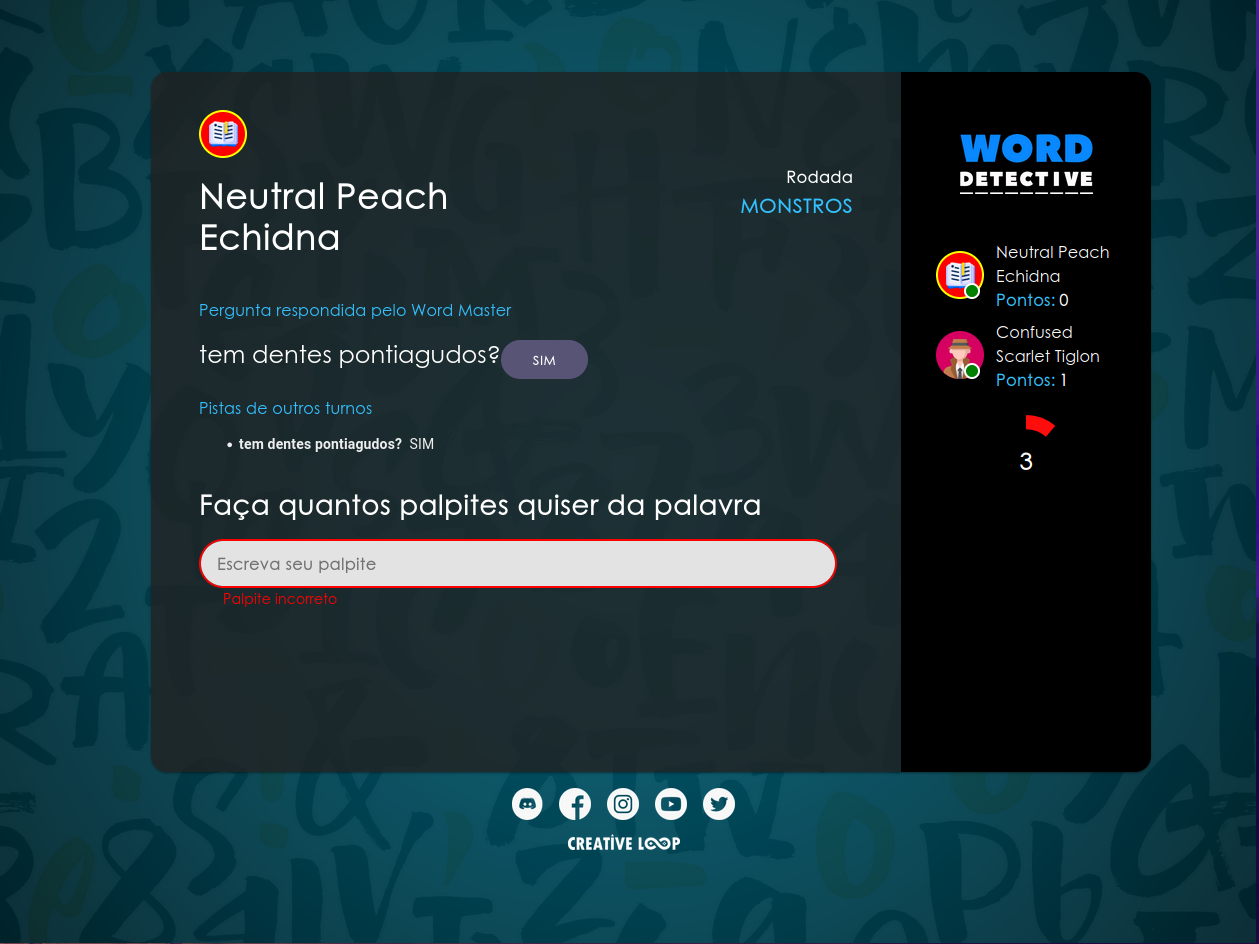 Neutral Peach
Echidna
Rodada
MONSTROS
Pergunta respondida pelo Word Master
tem dentes pontiagudos?
SIM
Pistas de outros turnos
• tem dentes pontiagudos? SIM
Faça quantos palpites quiser da palavra
Escreva seu palpite
Palpite incorreto
WORD
DETECTIVE
Neutral Peach
Echidna
Pontos: 0
Confused
Scarlet Tiglon
Pontos: 1
3
CREATIVE LOOP